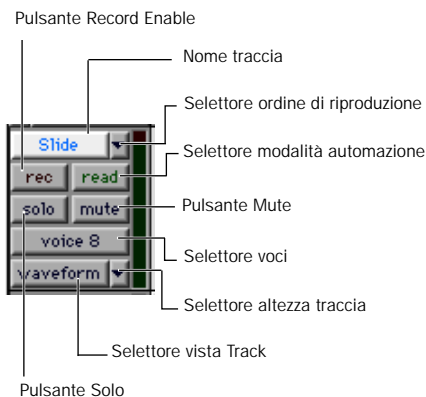 Pulsante Record Enable
Nome traccia
Selettore ordine di riproduzione
Slide
Selettore modalità automazione
rec read
solo mute
Pulsante Mute
voice 8
Selettore voci
waveform
Selettore altezza traccia
Selettore vista Track
Pulsante Solo